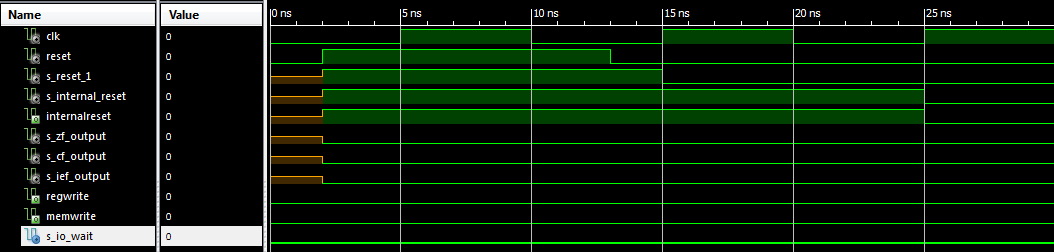 Name Value 0 ns 5 ns 10 ns 15 ns 20 ns 25 ns
clk 0
reset 0
s_reset_1 0
s_internal_reset 0
internalreset 0
s_zf_output 0
s_cf_output 0
s_ief_output 0
regwrite 0
memwrite 0
s_io_wait 0